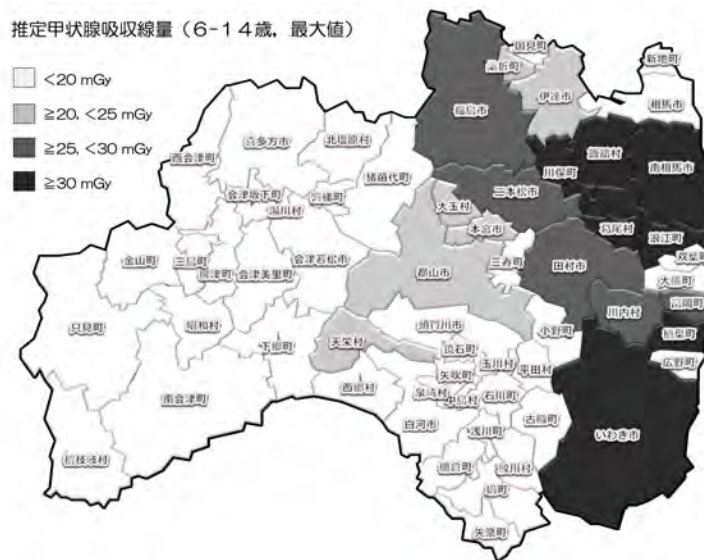 推定甲状腺吸収線量（6-14歳，最大値）
<20 mGy
≧20, <25 mGy
≧25, <30 mGy
≧30 mGy
国見町
桑折町
新地町
伊達市
相馬市
福島市
喜多方市
北塩原村
西会津町
猪苗代町
川俣町
飯舘村
南相馬市
二本松市
会津坂下町
磐梯町
湯川村
大玉村
本宮市
葛尾村
浪江町
双葉町
金山町
三島町
柳津町
会津美里町
会津若松市
郡山市
三春町
田村市
大熊町
富岡町
川内村
楢葉町
広野町
只見町
昭和村
下郷町
天栄村
須賀川市
小野町
鏡石町
玉川村
平田村
矢吹町
南会津町
西郷村
泉崎村
中島村
石川町
白河市
古殿町
浅川町
いわき市
檜枝岐村
棚倉町
鮫川村
塙町
矢祭町